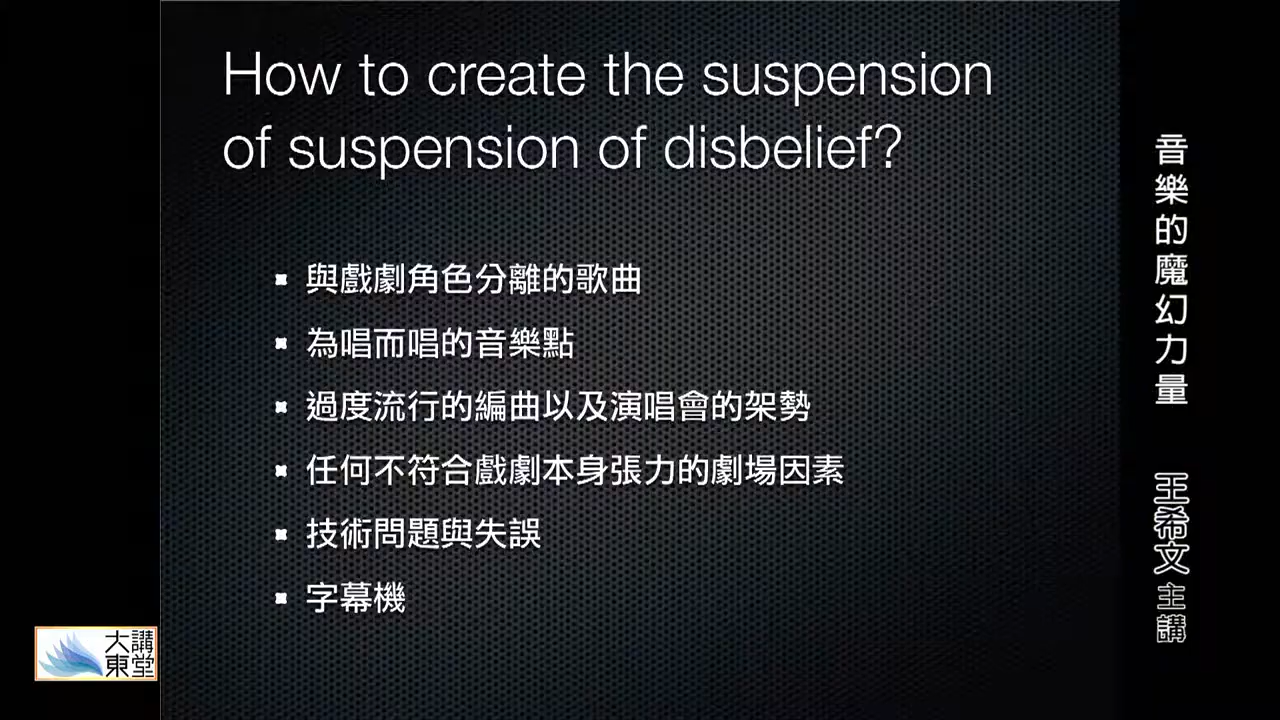 How to create the suspension
of suspension of disbelief?
與戲劇角色分離的歌曲
為唱而唱的音樂點
過度流行的編曲以及演唱會的架勢
任何不符合戲劇本身張力的劇場因素
技術問題與失誤
字幕機
音樂的魔幻力量
王希文 主講
大東講堂